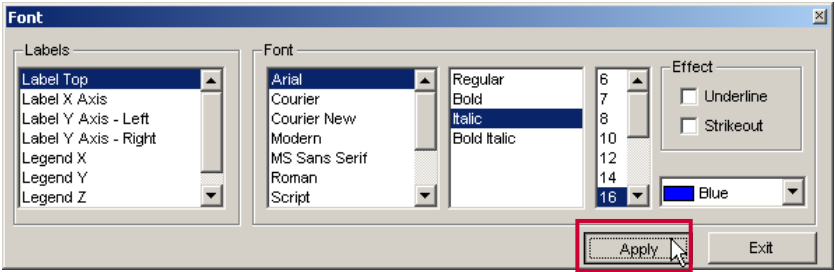 Font
Labels
Label Top
Label X Axis
Label Y Axis - Left
Label Y Axis - Right
Legend X
Legend Y
Legend Z
Font
Arial
Courier
Courier New
Modern
MS Sans Serif
Roman
Script
Regular
Bold
Italic
Bold Italic
6
7
8
10
12
14
16
Effect
Underline
Strikeout
Blue
Apply
Exit